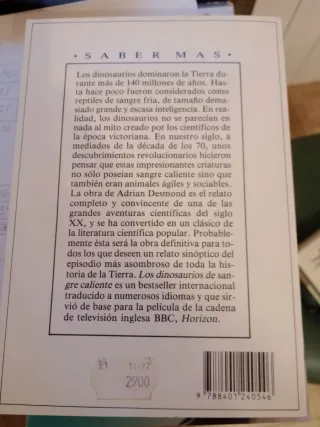 · SABER MAS ·
Los dinosaurios dominaron la Tierra du-
rante más de 140 millones de años. Has-
ta hace poco fueron considerados como
reptiles de sangre fría, de tamaño dema-
siado grande y escasa inteligencia. En re-
alidad, los dinosaurios no se parecían en
nada al mito creado por los científicos de
la época victoriana. En nuestro siglo, a
mediados de la década de los 70, unos
descubrimientos revolucionarios hicieron
pensar que estas impresionantes criaturas
no sólo poseían sangre caliente sino que
también eran animales ágiles y sociables.
La obra de Adrian Desmond es el relato
completo y convincente de una de las
grandes aventuras científicas del siglo
XX, y se ha convertido en un clásico de
la literatura científica popular. Probable-
mente ésta será la obra definitiva para to-
dos los que deseen un relato sinóptico del
episodio más asombroso de toda la his-
toria de la Tierra. Los dinosaurios de san-
gre caliente es un bestseller internacional
traducido a numerosos idiomas y que sir-
vió de base para la película de la cadena
de televisión inglesa BBC, Horizon.
2900
9 788401 240546